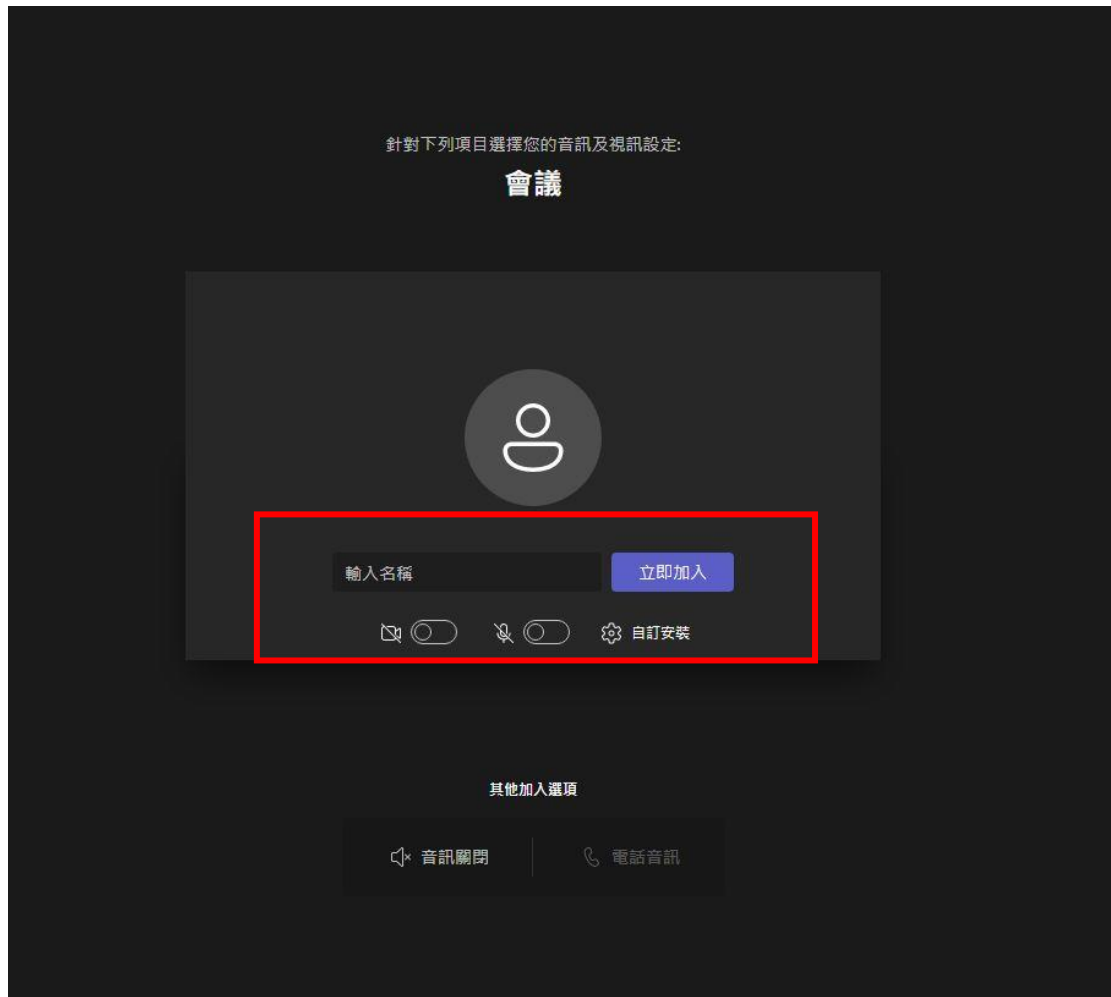 針對下列項目選擇您的音訊及視訊設定:
會議
輸入名稱
立即加入
自訂安裝
其他加入選項
音訊關閉
電話音訊